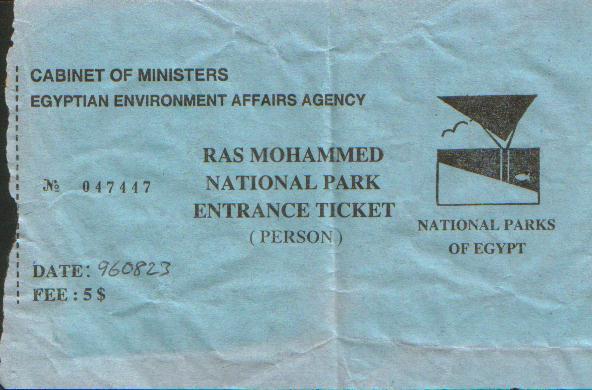 CABINET OF MINISTERS
EGYPTIAN ENVIRONMENT AFFAIRS AGENCY
RAS MOHAMMED
NATIONAL PARK
ENTRANCE TICKET
( PERSON )
№ 047447
NATIONAL PARKS
OF EGYPT
DATE: 960823
FEE : 5 $